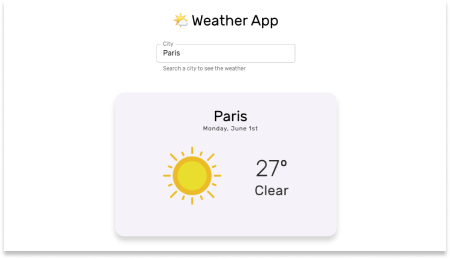 Weather App
City
Paris
Search a city to see the weather
Paris
Monday, June 1st
27°
Clear